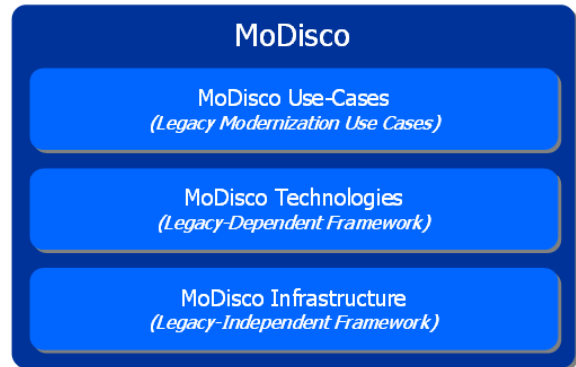 MoDisco
MoDisco Use-Cases
(Legacy Modernization Use Cases)
MoDisco Technologies
(Legacy-Dependent Framework)
MoDisco Infrastructure
(Legacy-Independent Framework)